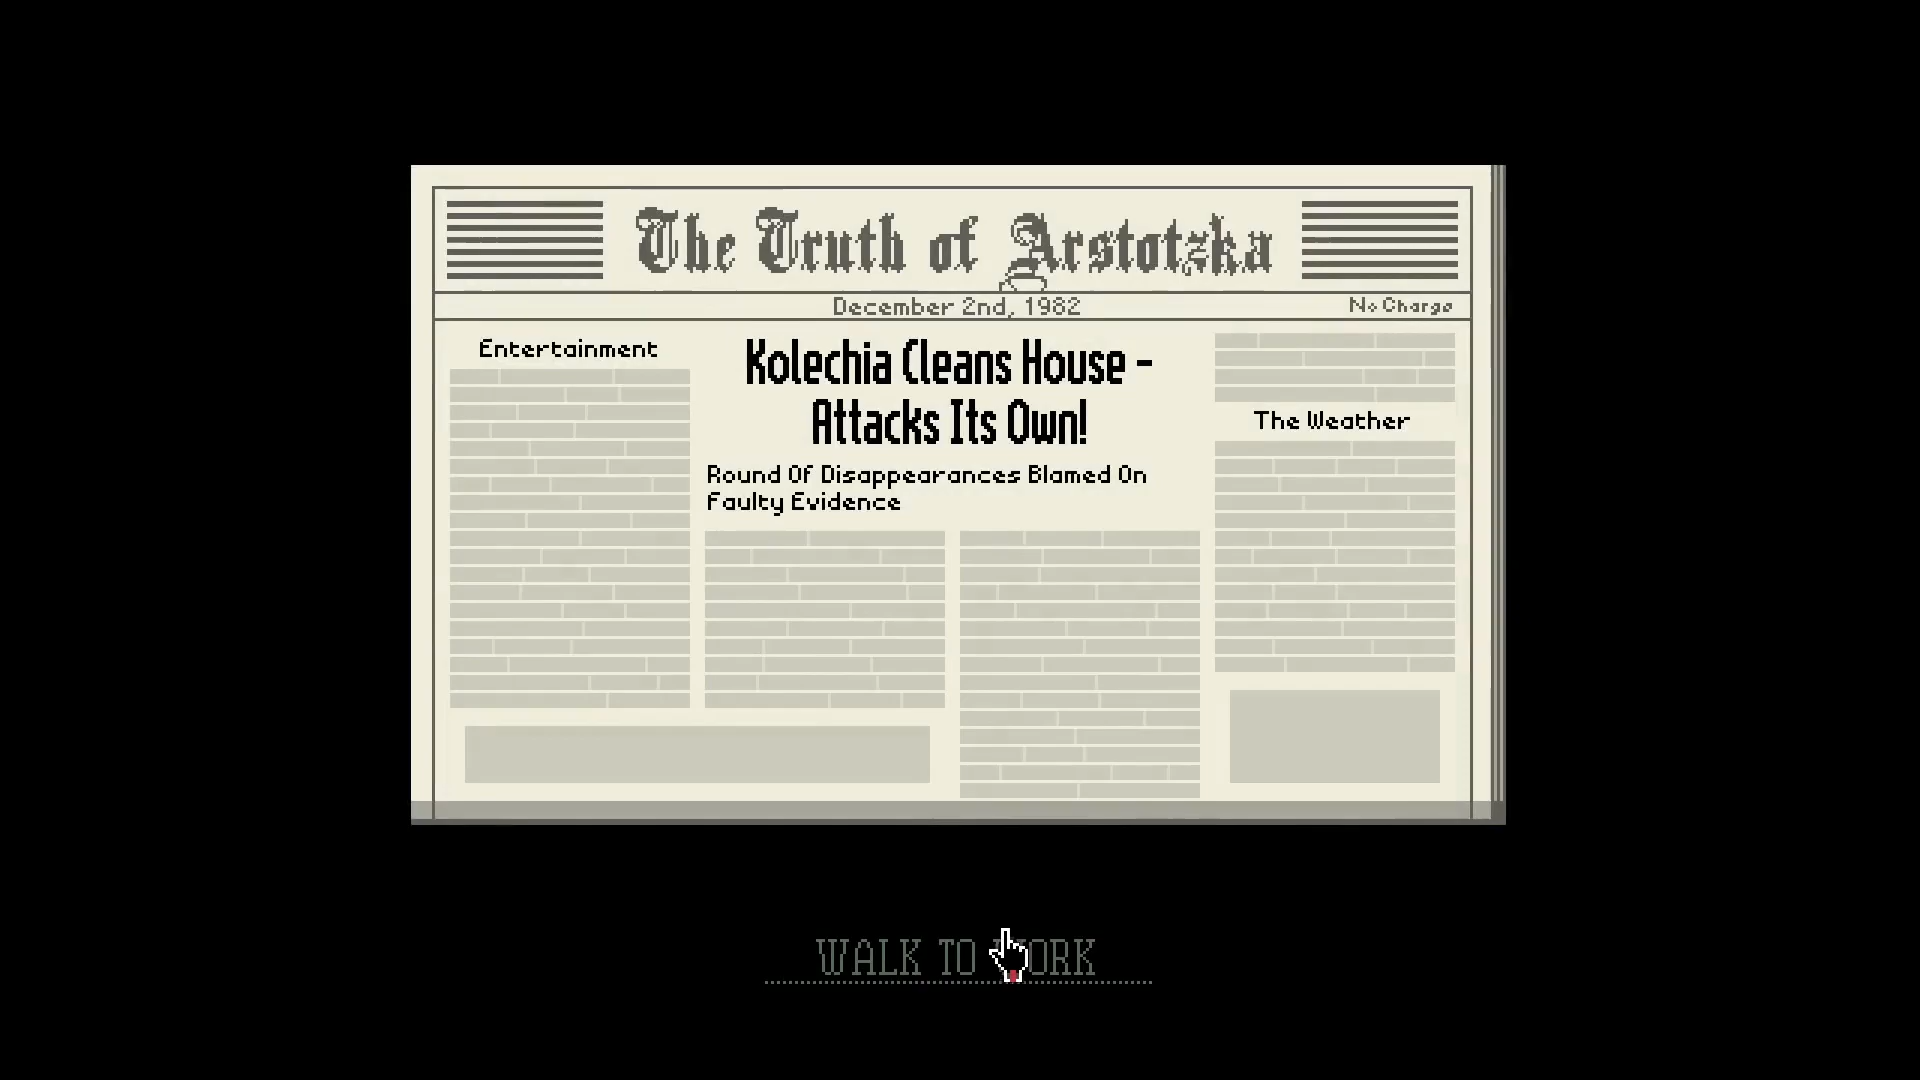 The Truth of Arstotzka
December 2nd, 1982
No Charge
Entertainment
Kolechia Cleans House -
Attacks Its Own!
Round Of Disappearances Blamed On
Faulty Evidence
The Weather
WALK TO WORK